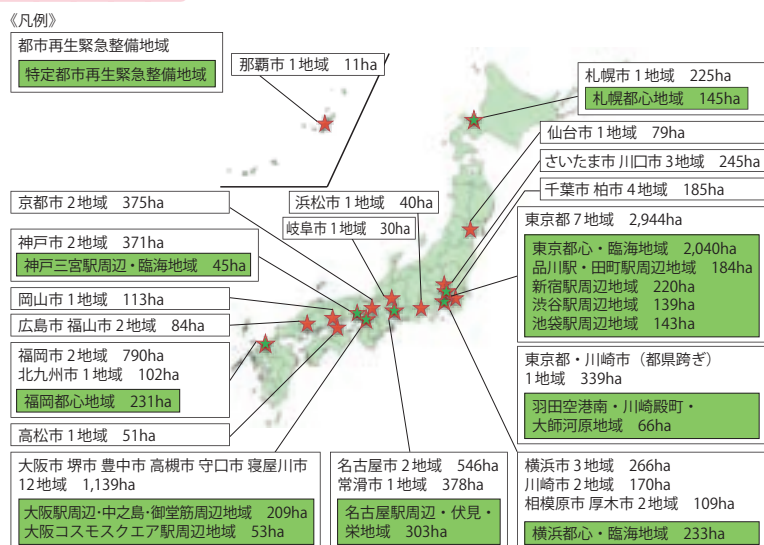 《凡例》
都市再生緊急整備地域
特定都市再生緊急整備地域
那覇市1地域 11ha
札幌市1地域 225ha
札幌都心地域 145ha
仙台市1地域 79ha
さいたま市 川口市3地域 245ha
千葉市 柏市4地域 185ha
京都市2地域 375ha
浜松市1地域 40ha
岐阜市1地域 30ha
東京都7地域 2,944ha
東京都心・臨海地域 2,040ha
品川駅・田町駅周辺地域 184ha
新宿駅周辺地域 220ha
渋谷駅周辺地域 139ha
池袋駅周辺地域 143ha
神戸市2地域 371ha
神戸三宮駅周辺・臨海地域 45ha
岡山市1地域 113ha
広島市 福山市2地域 84ha
福岡市2地域 790ha
北九州市1地域 102ha
福岡都心地域 231ha
東京都・川崎市（都県跨ぎ）
1地域 339ha
羽田空港南・川崎殿町・
大師河原地域 66ha
高松市1地域 51ha
大阪市 堺市 豊中市 高槻市 守口市 寝屋川市
12地域 1,139ha
大阪駅周辺・中之島・御堂筋周辺地域 209ha
大阪コスモスクエア駅周辺地域 53ha
名古屋市2地域 546ha
常滑市1地域 378ha
名古屋駅周辺・伏見・
栄地域 303ha
横浜市3地域 266ha
川崎市2地域 170ha
相模原市 厚木市2地域 109ha
横浜都心・臨海地域 233ha